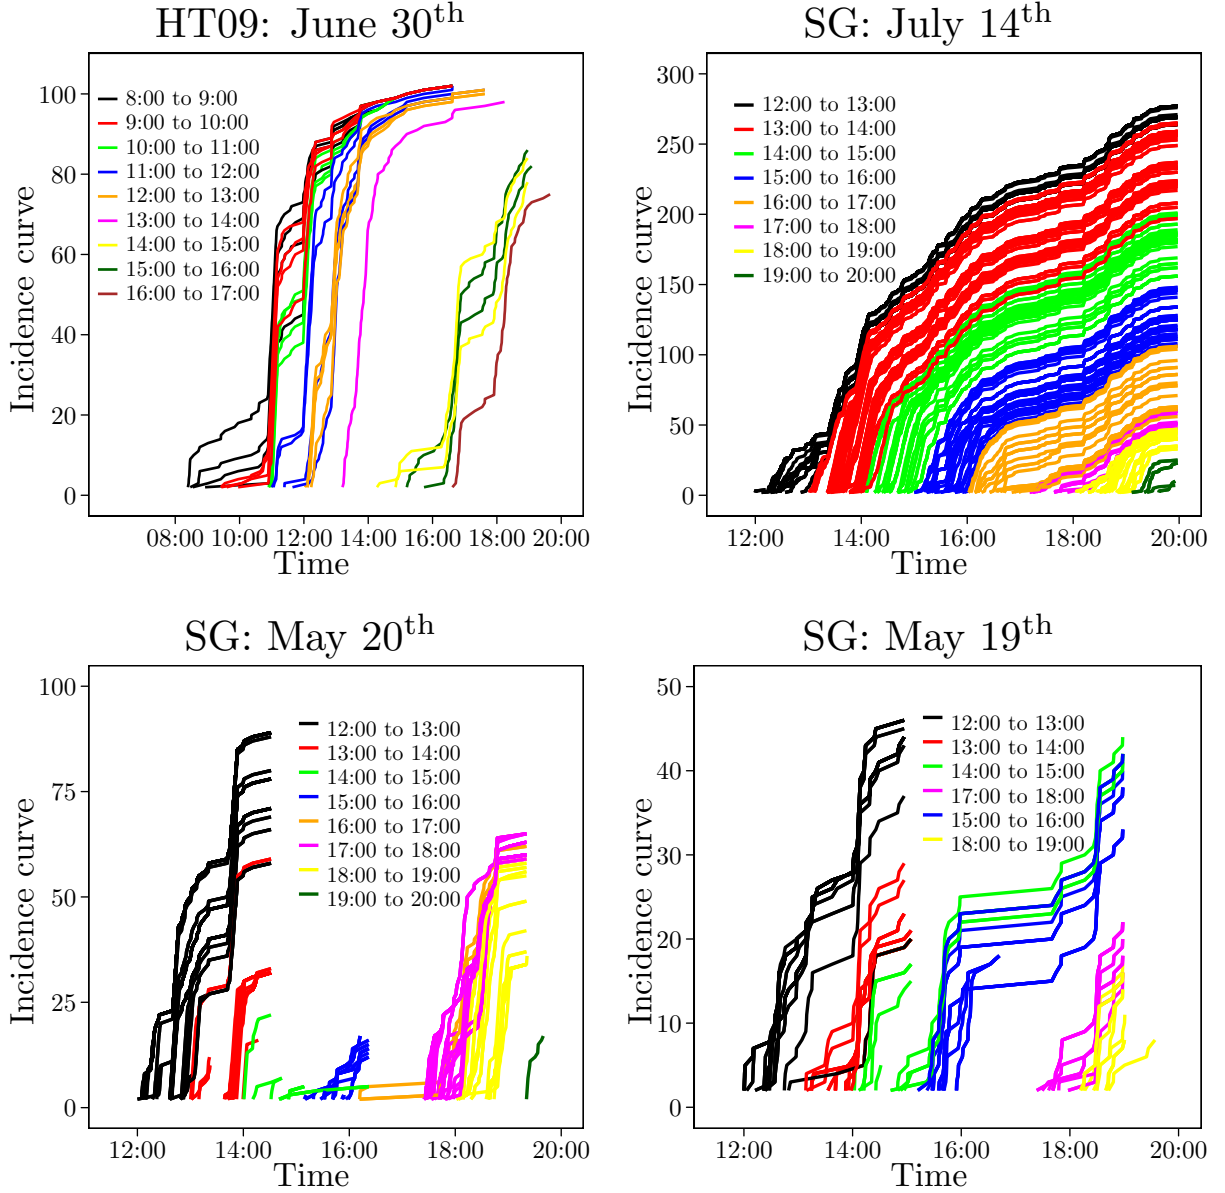 HT09: June 30th
100
80
60
40
20
0
Incidence curve
8:00 to 9:00
9:00 to 10:00
10:00 to 11:00
11:00 to 12:00
12:00 to 13:00
13:00 to 14:00
14:00 to 15:00
15:00 to 16:00
16:00 to 17:00
08:00 10:00 12:00 14:00 16:00 18:00 20:00
Time
SG: July 14th
300
250
200
150
100
50
0
Incidence curve
12:00 to 13:00
13:00 to 14:00
14:00 to 15:00
15:00 to 16:00
16:00 to 17:00
17:00 to 18:00
18:00 to 19:00
19:00 to 20:00
12:00 14:00 16:00 18:00 20:00
Time
SG: May 20th
100
75
50
25
0
Incidence curve
12:00 to 13:00
13:00 to 14:00
14:00 to 15:00
15:00 to 16:00
16:00 to 17:00
17:00 to 18:00
18:00 to 19:00
19:00 to 20:00
12:00 14:00 16:00 18:00 20:00
Time
SG: May 19th
50
40
30
20
10
0
Incidence curve
12:00 to 13:00
13:00 to 14:00
14:00 to 15:00
17:00 to 18:00
15:00 to 16:00
18:00 to 19:00
12:00 14:00 16:00 18:00 20:00
Time